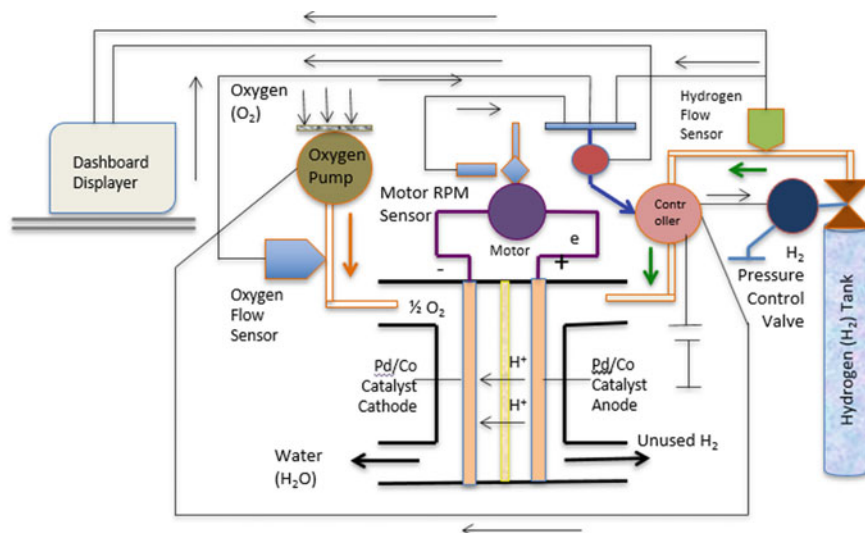 Oxygen
(O₂)
Hydrogen
Flow
Sensor
Dashboard
Displayer
Oxygen
Pump
Motor RPM
Sensor
Contr
oller
Motor
e
-
+
H₂
Pressure
Control
Valve
Oxygen
Flow
Sensor
½ O₂
Pd/Co
Catalyst
Cathode
H⁺
H⁺
Pd/Co
Catalyst
Anode
Hydrogen (H₂) Tank
Water
(H₂O)
Unused H₂